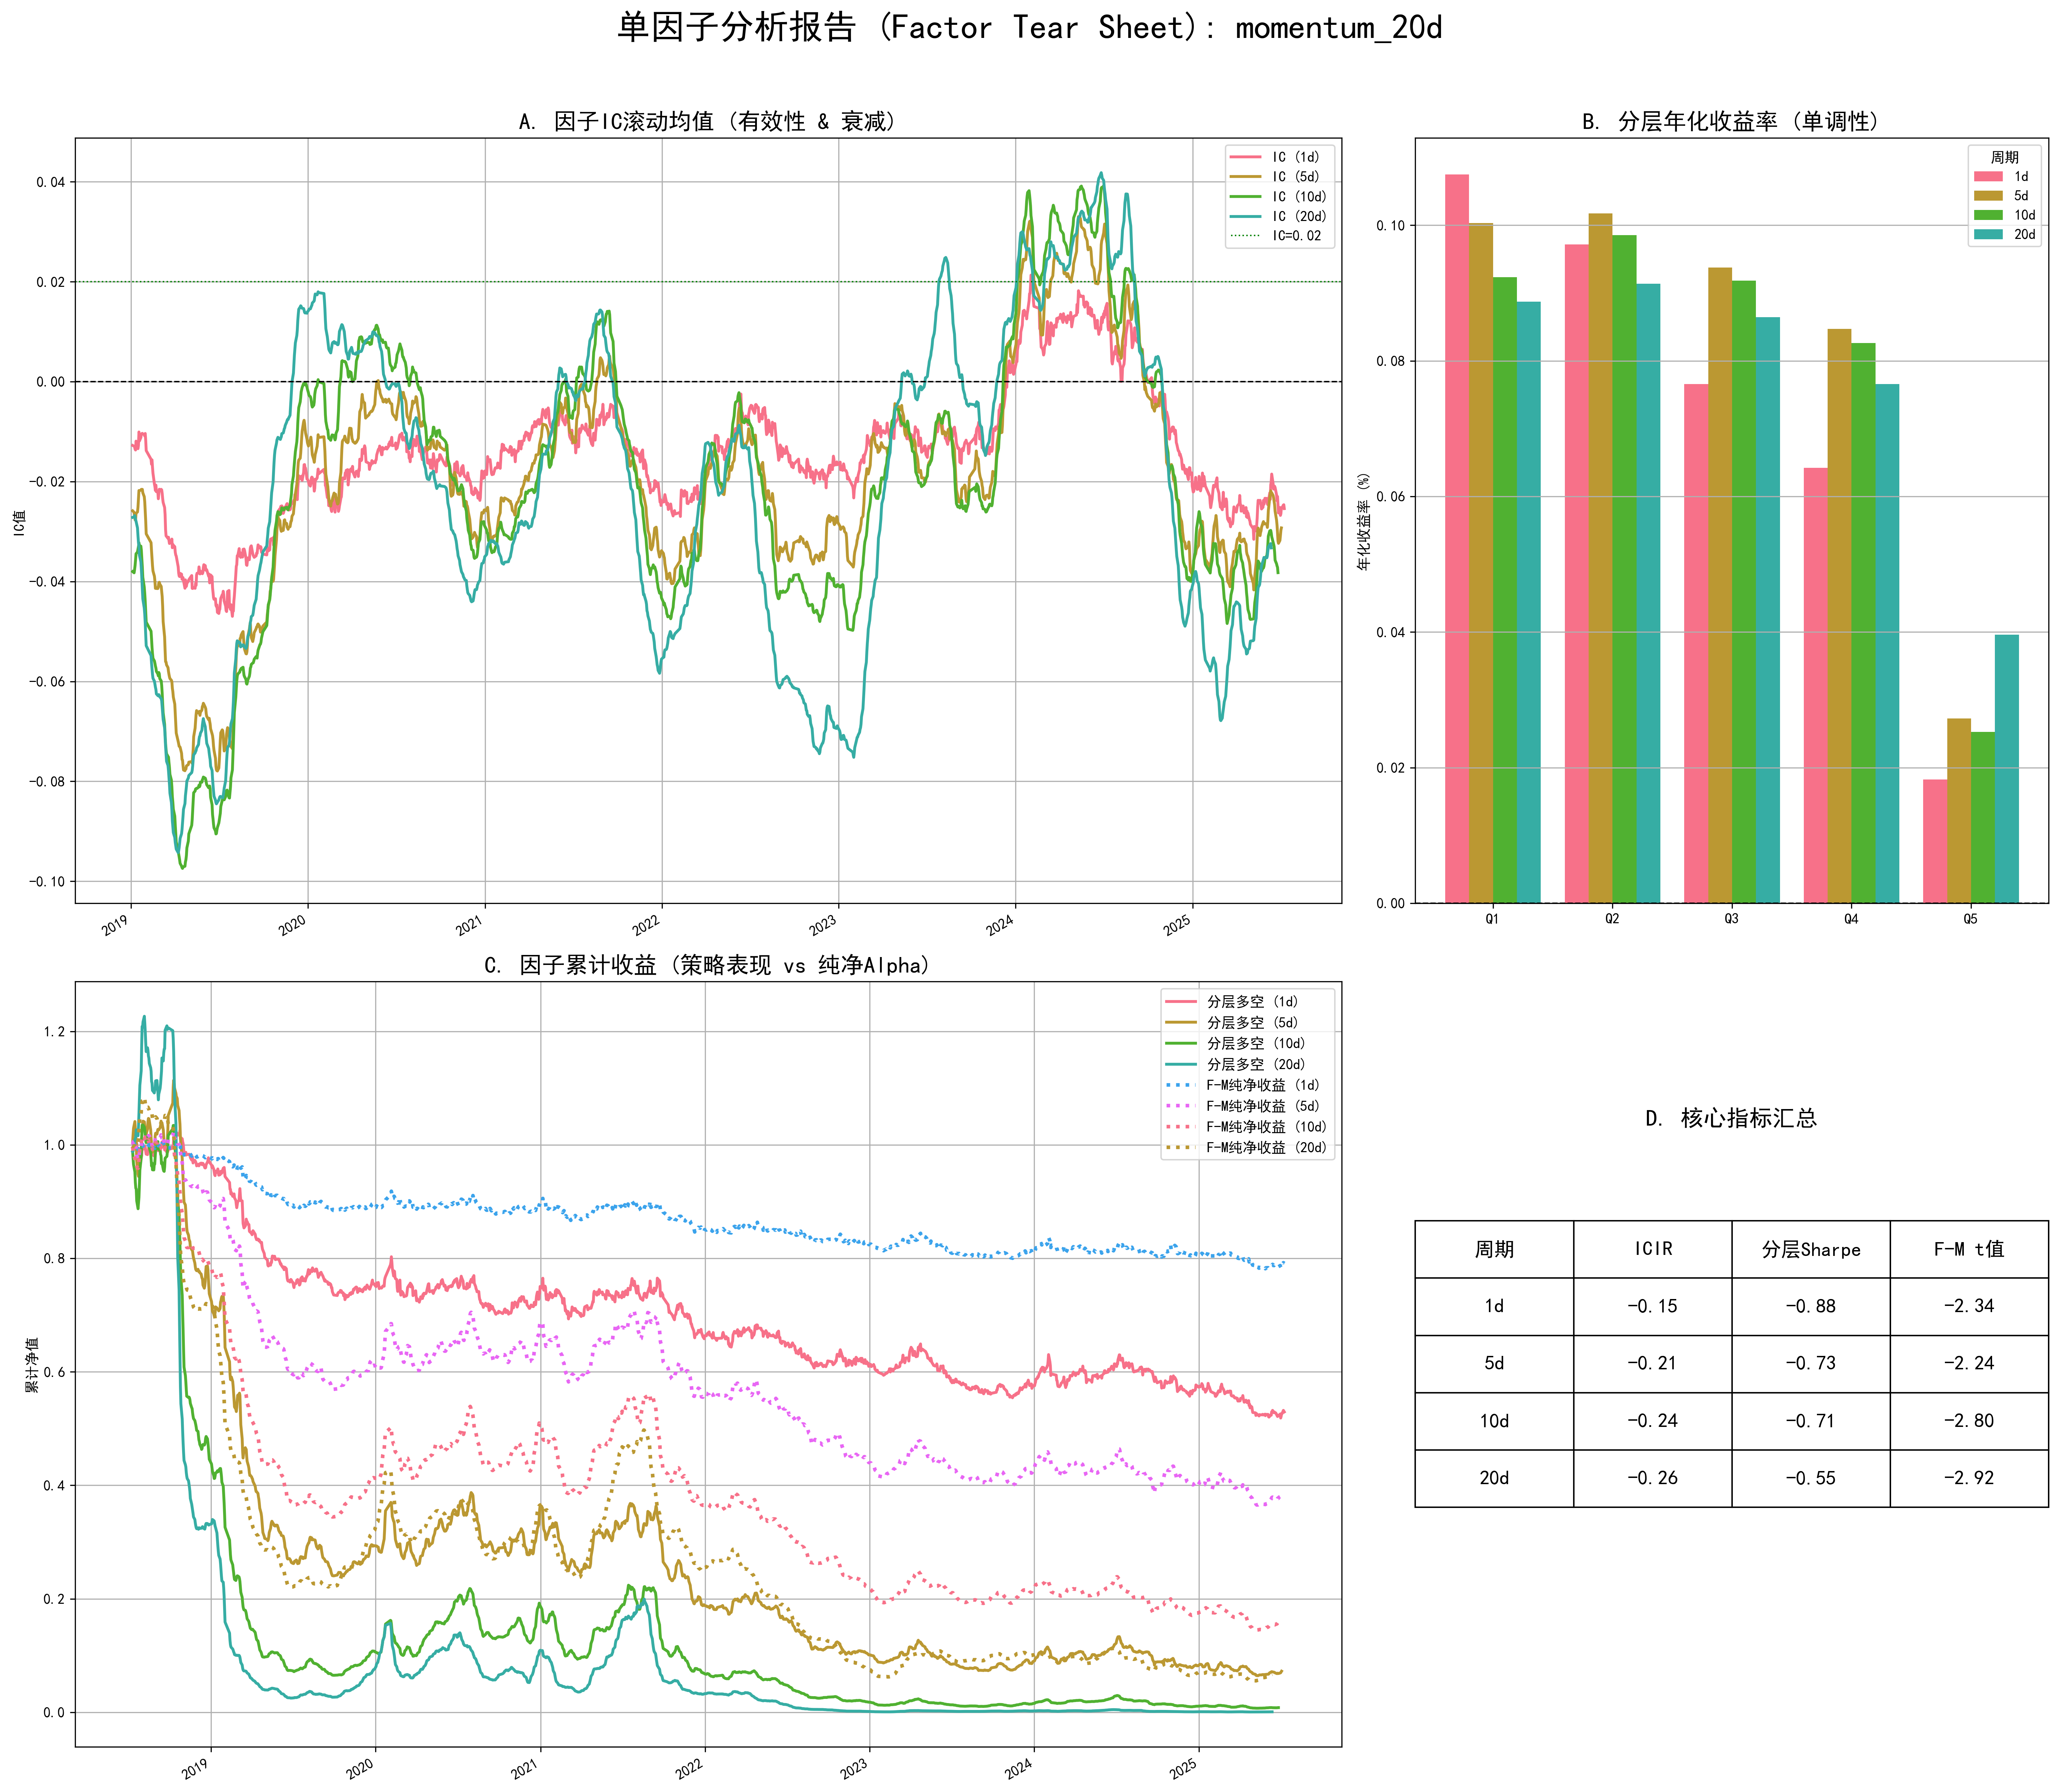 单因子分析报告 (Factor Tear Sheet): momentum_20d
A. 因子IC滚动均值 (有效性 & 衰减)
IC值
0.04
0.02
0.00
-0.02
-0.04
-0.06
-0.08
-0.10
2019
2020
2021
2022
2023
2024
2025
IC (1d)
IC (5d)
IC (10d)
IC (20d)
IC=0.02
B. 分层年化收益率 (单调性)
年化收益率 (%)
0.10
0.08
0.06
0.04
0.02
0.00
Q1
Q2
Q3
Q4
Q5
周期
1d
5d
10d
20d
C. 因子累计收益 (策略表现 vs 纯净Alpha)
累计净值
1.2
1.0
0.8
0.6
0.4
0.2
0.0
2019
2020
2021
2022
2023
2024
2025
分层多空 (1d)
分层多空 (5d)
分层多空 (10d)
分层多空 (20d)
F-M纯净收益 (1d)
F-M纯净收益 (5d)
F-M纯净收益 (10d)
F-M纯净收益 (20d)
D. 核心指标汇总
周期 ICIR 分层Sharpe F-M t值
1d -0.15 -0.88 -2.34
5d -0.21 -0.73 -2.24
10d -0.24 -0.71 -2.80
20d -0.26 -0.55 -2.92